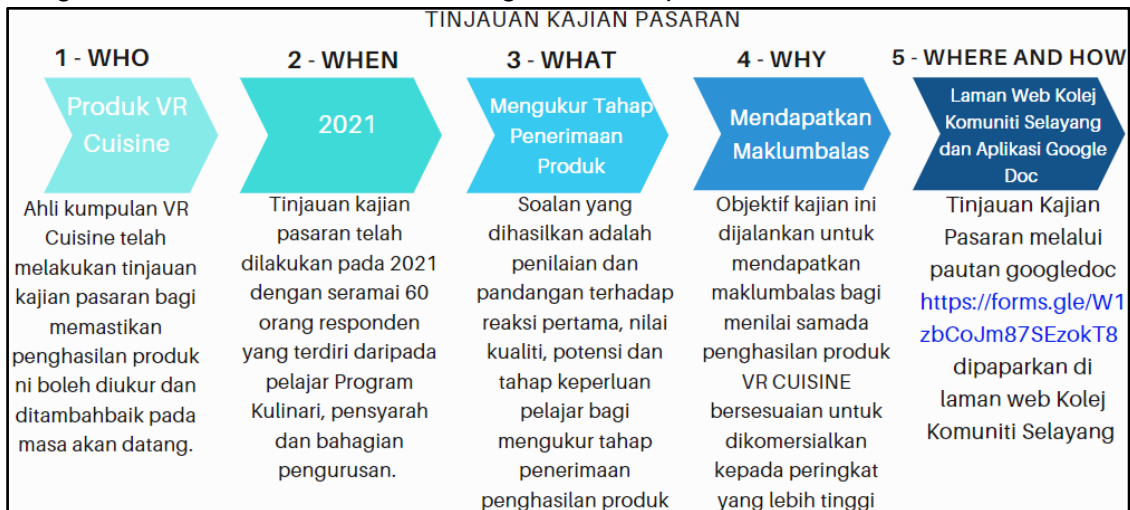 TINJAUAN KAJIAN PASARAN
1 - WHO
Produk VR
Cuisine
Ahli kumpulan VR
Cuisine telah
melakukan tinjauan
kajian pasaran bagi
memastikan
penghasilan produk
ni boleh diukur dan
ditambahbaik pada
masa akan datang.
2 - WHEN
2021
Tinjauan kajian
pasaran telah
dilakukan pada 2021
dengan seramai 60
orang responden
yang terdiri daripada
pelajar Program
Kulinari, pensyarah
dan bahagian
pengurusan.
3 - WHAT
Mengukur Tahap
Penerimaan
Produk
Soalan yang
dihasilkan adalah
penilaian dan
pandangan terhadap
reaksi pertama, nilai
kualiti, potensi dan
tahap keperluan
pelajar bagi
mengukur tahap
penerimaan
penghasilan produk
4 - WHY
Mendapatkan
Maklumbalas
Objektif kajian ini
dijalankan untuk
mendapatkan
maklumbalas bagi
menilai samada
penghasilan produk
VR CUISINE
bersesuaian untuk
dikomersialkan
kepada peringkat
yang lebih tinggi
5 - WHERE AND HOW
Laman Web Kolej
Komuniti Selayang
dan Aplikasi Google
Doc
Tinjauan Kajian
Pasaran melalui
pautan googledoc
https://forms.gle/W1
zbCoJm87SEzokT8
dipaparkan di
laman web Kolej
Komuniti Selayang